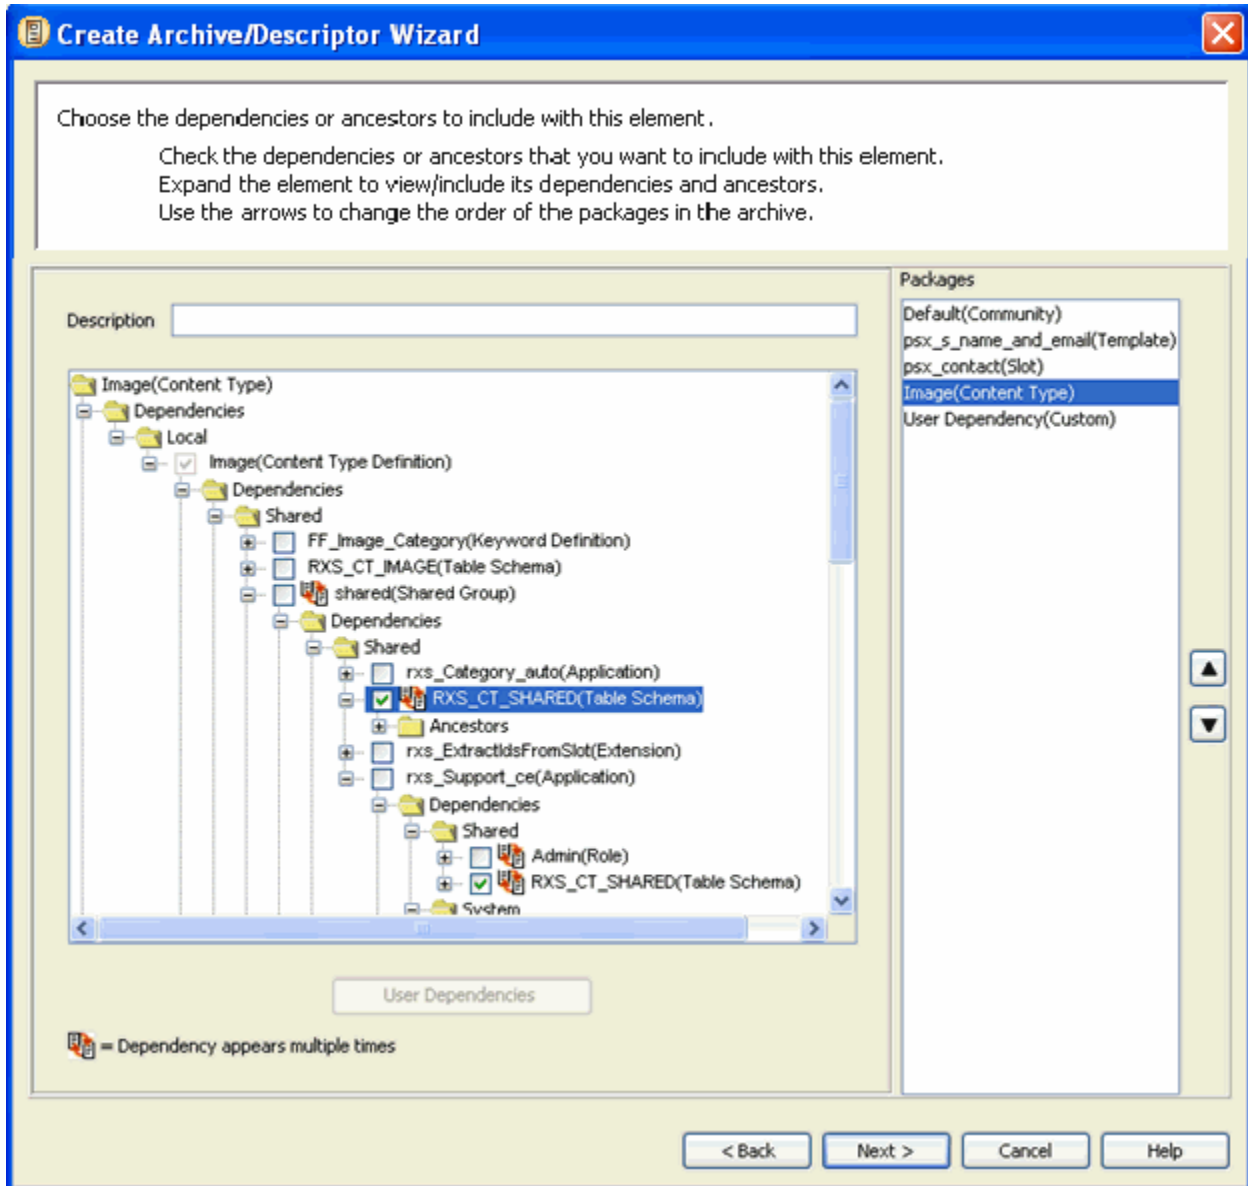 Create Archive/Descriptor Wizard
Choose the dependencies or ancestors to include with this element.
Check the dependencies or ancestors that you want to include with this element.
Expand the element to view/include its dependencies and ancestors.
Use the arrows to change the order of the packages in the archive.
Description
Image(Content Type)
Dependencies
Local
Image(Content Type Definition)
Dependencies
Shared
FF_Image_Category(Keyword Definition)
RXS_CT_IMAGE(Table Schema)
shared(Shared Group)
Dependencies
Shared
rxs_Category_auto(Application)
RXS_CT_SHARED(Table Schema)
Ancestors
rxs_ExtractIdsFromSlot(Extension)
rxs_Support_ce(Application)
Dependencies
Shared
Admin(Role)
RXS_CT_SHARED(Table Schema)
System
User Dependencies
= Dependency appears multiple times
Packages
Default(Community)
psx_s_name_and_email(Template)
psx_contact(Slot)
Image(Content Type)
User Dependency(Custom)
< Back
Next >
Cancel
Help